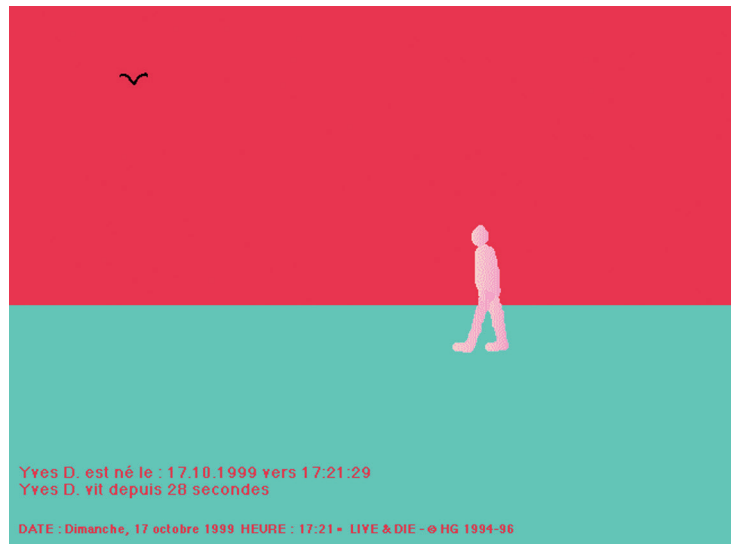 Yves D. est né le : 17.10.1999 vers 17:21:29
Yves D. vit depuis 28 secondes
DATE : Dimanche, 17 octobre 1999 HEURE : 17:21 • LIVE & DIE - © HG 1994-96